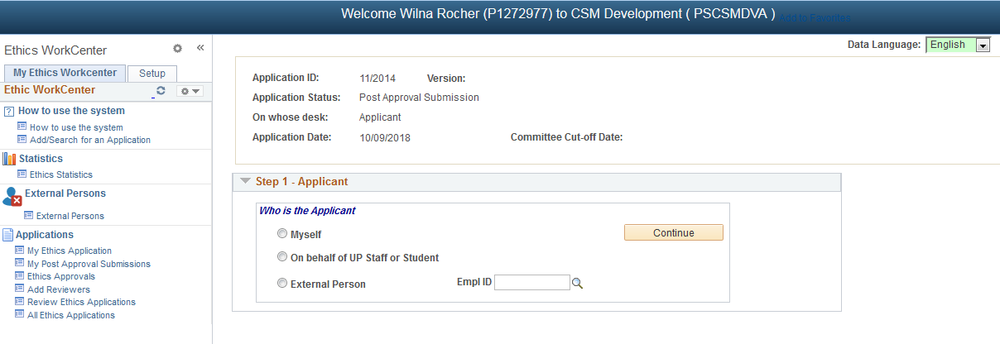 Welcome Wilna Rocher (P1272977) to CSM Development ( PSCSMDVA ) Add to Favorites
Ethics WorkCenter «
Data Language: English
My Ethics Workcenter Setup
Ethic WorkCenter
? How to use the system
How to use the system
Add/Search for an Application
Statistics
Ethics Statistics
External Persons
External Persons
Applications
My Ethics Application
My Post Approval Submissions
Ethics Approvals
Add Reviewers
Review Ethics Applications
All Ethics Applications
Application ID: 11/2014 Version:
Application Status: Post Approval Submission
On whose desk: Applicant
Application Date: 10/09/2018 Committee Cut-off Date:
Step 1 - Applicant
Who is the Applicant
Myself Continue
On behalf of UP Staff or Student
External Person Empl ID